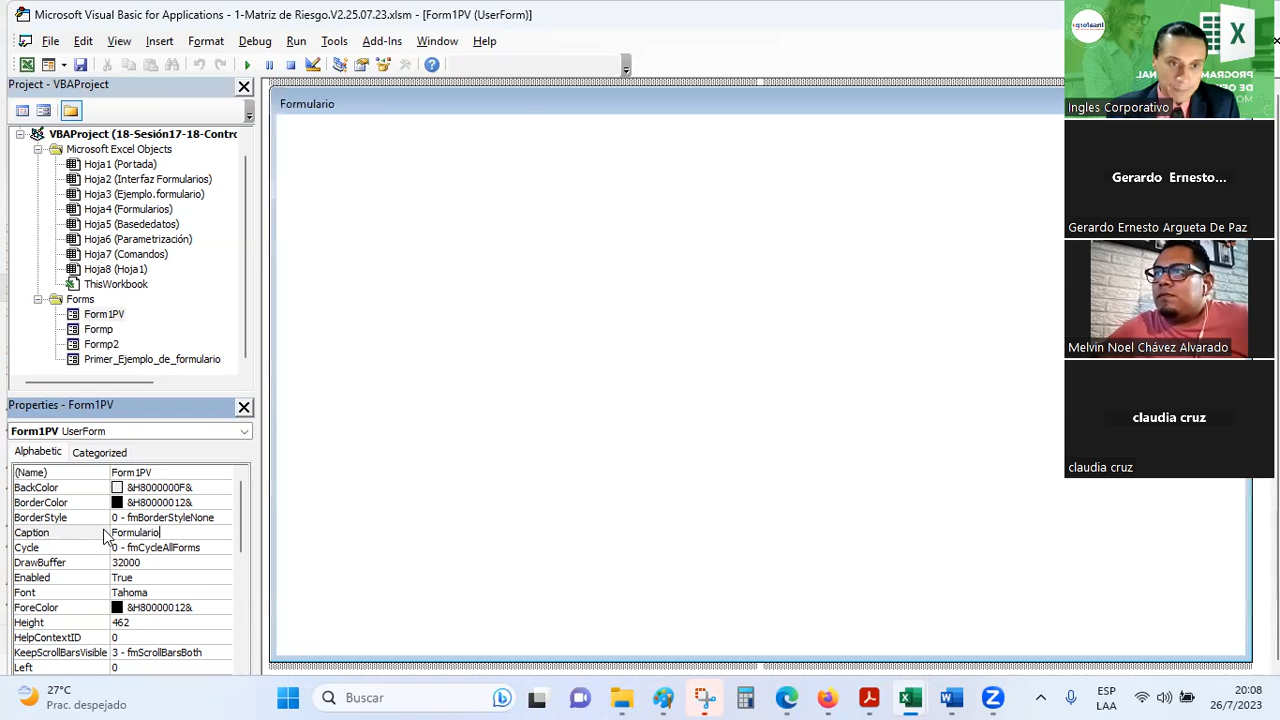 Microsoft Visual Basic for Applications - 1-Matriz de Riesgo.V2.25.07.23.xlsm - [Form1PV (UserForm)]
File Edit View Insert Format Debug Run Tools Add-Ins Window Help
Project - VBAProject
VBAProject (18-Sesión17-18-Contro
Microsoft Excel Objects
Hoja1 (Portada)
Hoja2 (Interfaz Formularios)
Hoja3 (Ejemplo.formulario)
Hoja4 (Formularios)
Hoja5 (Basededatos)
Hoja6 (Parametrización)
Hoja7 (Comandos)
Hoja8 (Hoja1)
ThisWorkbook
Forms
Form1PV
Formp
Formp2
Primer_Ejemplo_de_formulario
Properties - Form1PV
Form1PV UserForm
Alphabetic Categorized
(Name) Form1PV
BackColor &H8000000F&
BorderColor &H80000012&
BorderStyle 0 - fmBorderStyleNone
Caption Formulario
Cycle 0 - fmCycleAllForms
DrawBuffer 32000
Enabled True
Font Tahoma
ForeColor &H80000012&
Height 462
HelpContextID 0
KeepScrollBarsVisible 3 - fmScrollBarsBoth
Left 0
Formulario
X
PROGRAMA
DE OF
MO
NAL
Ingles Corporativo
Gerardo Ernesto...
Gerardo Ernesto Argueta De Paz
Melvin Noel Chávez Alvarado
claudia cruz
claudia cruz
27°C
Prac. despejado
Buscar
ESP
LAA
20:08
26/7/2023